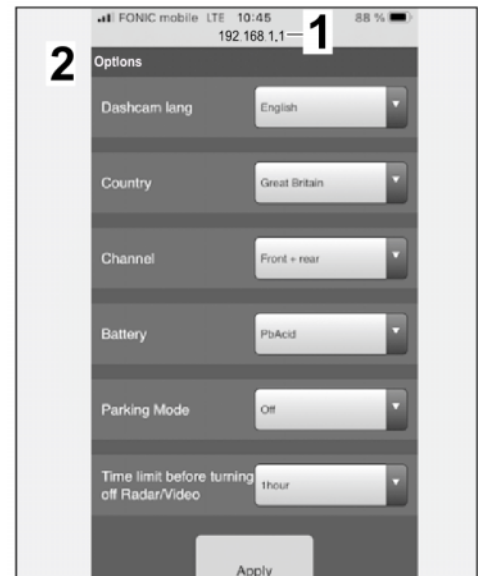 FONIC mobile LTE 10:45 88 %
192.168.1.1 1
2 Options
Dashcam lang English
Country Great Britain
Channel Front + rear
Battery PbAcid
Parking Mode Off
Time limit before turning
off Radar/Video 1hour
Apply